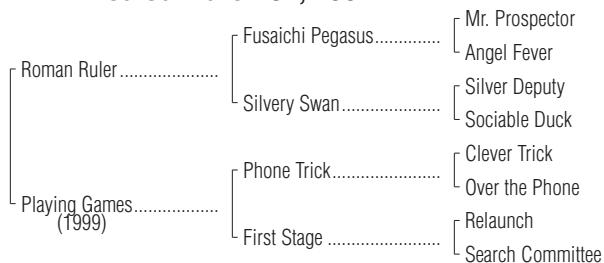 Mr. Prospector
Fusaichi Pegasus....................
Angel Fever
Roman Ruler.........................
Silver Deputy
Silvery Swan.........................
Sociable Duck
Clever Trick
Phone Trick...........................
Over the Phone
Playing Games.....................
(1999)
Relaunch
First Stage ...........................
Search Committee